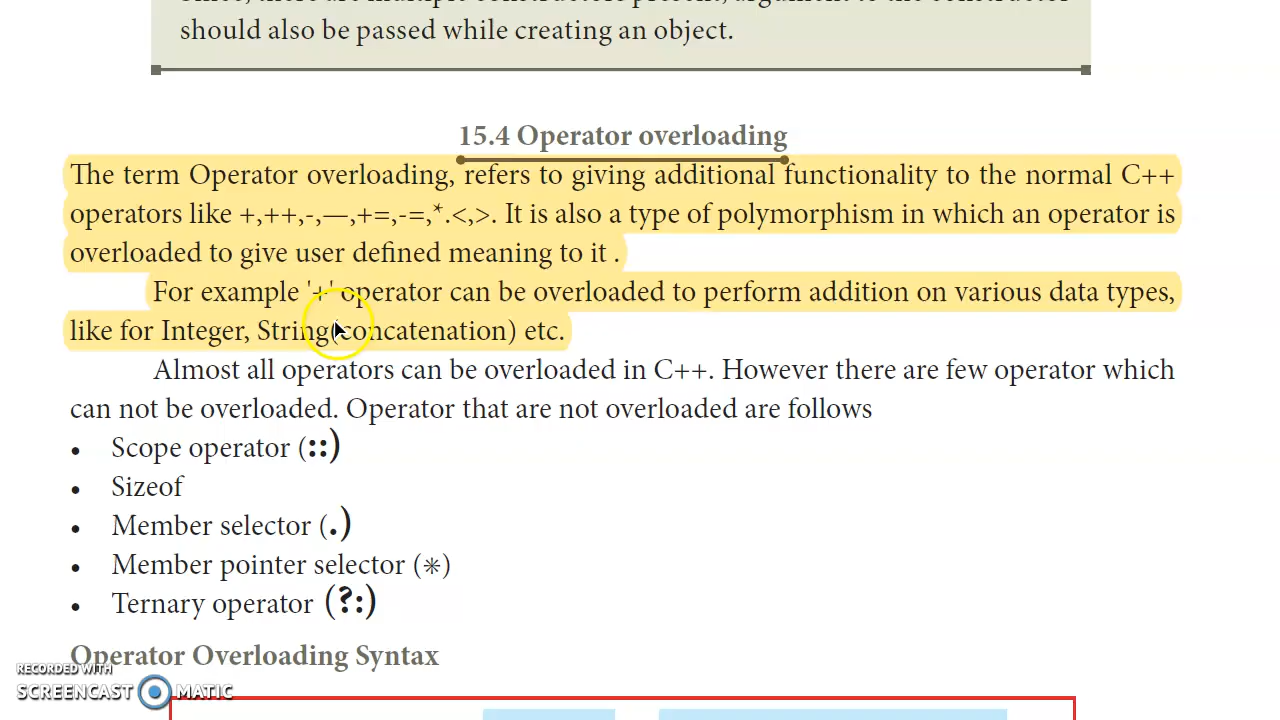 should also be passed while creating an object.
15.4 Operator overloading
The term Operator overloading, refers to giving additional functionality to the normal C++
operators like +,++,-,—,+=,-=,*.<,>. It is also a type of polymorphism in which an operator is
overloaded to give user defined meaning to it .
For example '+' operator can be overloaded to perform addition on various data types,
like for Integer, String(concatenation) etc.
Almost all operators can be overloaded in C++. However there are few operator which
can not be overloaded. Operator that are not overloaded are follows
• Scope operator (::)
• Sizeof
• Member selector (.)
• Member pointer selector (*)
• Ternary operator (?:)
Operator Overloading Syntax
RECORDED WITH
SCREENCAST MATIC